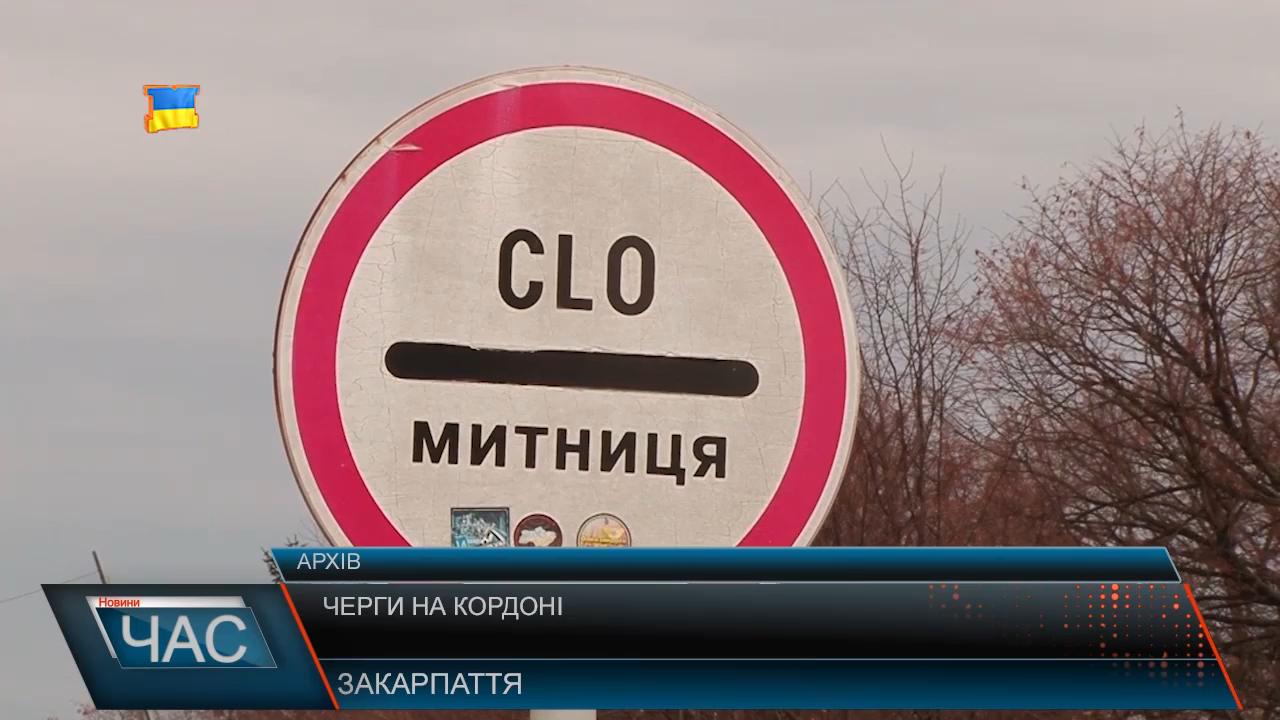 CLO
МИТНИЦЯ
АРХІВ
Новини
ЧАС
ЧЕРГИ НА КОРДОНІ
ЗАКАРПАТТЯ